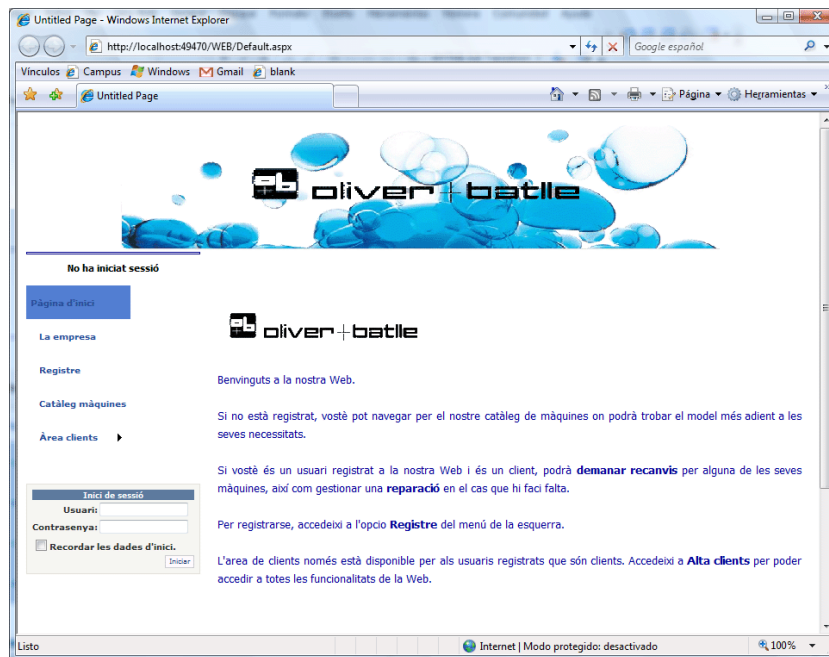 Untitled Page - Windows Internet Explorer
http://localhost:49470/WEB/Default.aspx
Google español
Vínculos Campus Windows Gmail blank
Untitled Page
Página Herramientas
oliver+batlle
No ha iniciat sessió
Pàgina d'inici
La empresa
Registre
Catàleg màquines
Àrea clients
Inici de sessió
Usuari:
Contrasenya:
Recordar les dades d'inici.
Iniciar
oliver+batlle
Benvinguts a la nostra Web.
Si no està registrat, vostè pot navegar per el nostre catàleg de màquines on podrà trobar el model més adient a les
seves necessitats.
Si vostè és un usuari registrat a la nostra Web i és un client, podrà demanar recanvis per alguna de les seves
màquines, així com gestionar una reparació en el cas que hi faci falta.
Per registrarse, accedeixi a l'opcio Registre del menú de la esquerra.
L'area de clients només està disponible per als usuaris registrats que són clients. Accedeixi a Alta clients per poder
accedir a totes les funcionalitats de la Web.
Listo
Internet | Modo protegido: desactivado
100%